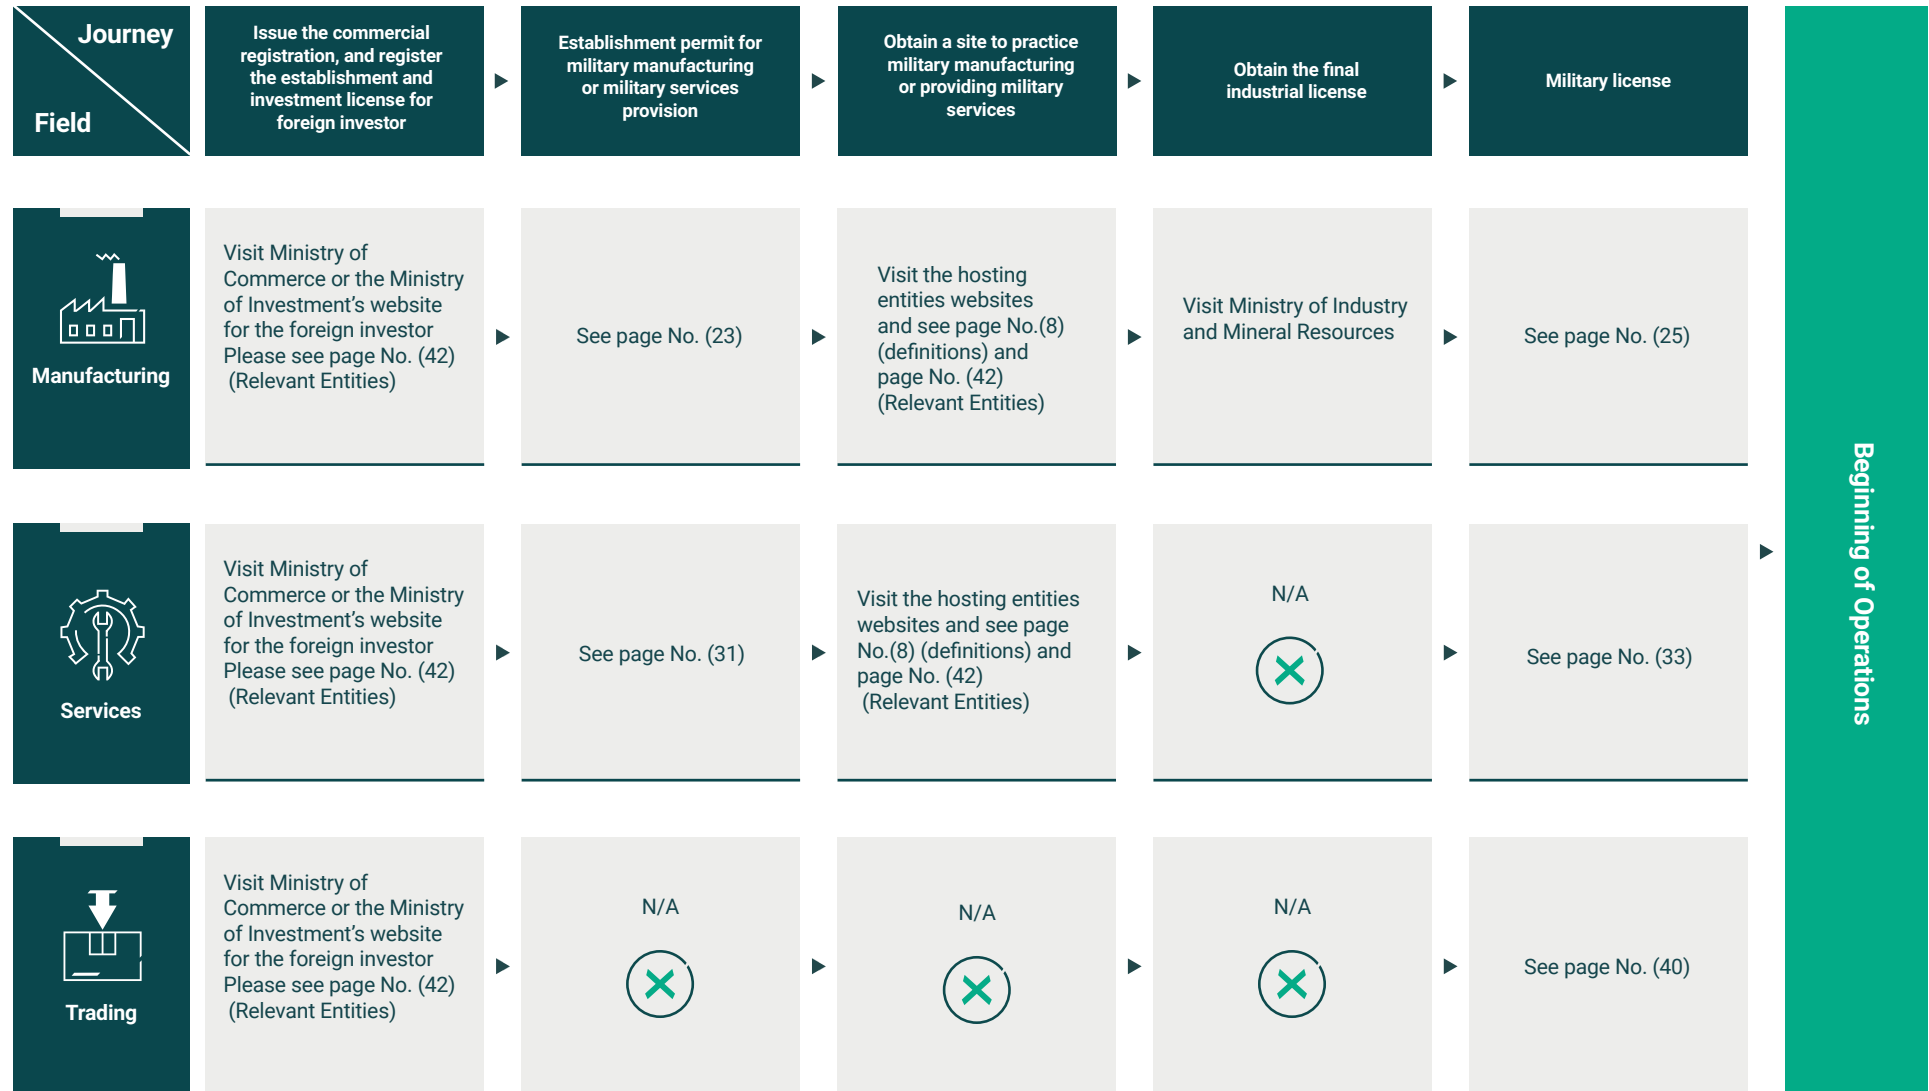 Journey
Field
Issue the commercial
registration, and register
the establishment and
investment license for
foreign investor
Establishment permit for
military manufacturing
or military services
provision
Obtain a site to practice
military manufacturing
or providing military
services
Obtain the final
industrial license
Military license
Manufacturing
Visit Ministry of
Commerce or the Ministry
of Investment’s website
for the foreign investor
Please see page No. (42)
(Relevant Entities)
See page No. (23)
Visit the hosting
entities websites
and see page No.(8)
(definitions) and
page No. (42)
(Relevant Entities)
Visit Ministry of Industry
and Mineral Resources
See page No. (25)
Services
Visit Ministry of
Commerce or the Ministry
of Investment’s website
for the foreign investor
Please see page No. (42)
(Relevant Entities)
See page No. (31)
Visit the hosting entities
websites and see page
No.(8) (definitions) and
page No. (42)
(Relevant Entities)
N/A
See page No. (33)
Trading
Visit Ministry of
Commerce or the Ministry
of Investment’s website
for the foreign investor
Please see page No. (42)
(Relevant Entities)
N/A
N/A
N/A
See page No. (40)
Beginning of Operations